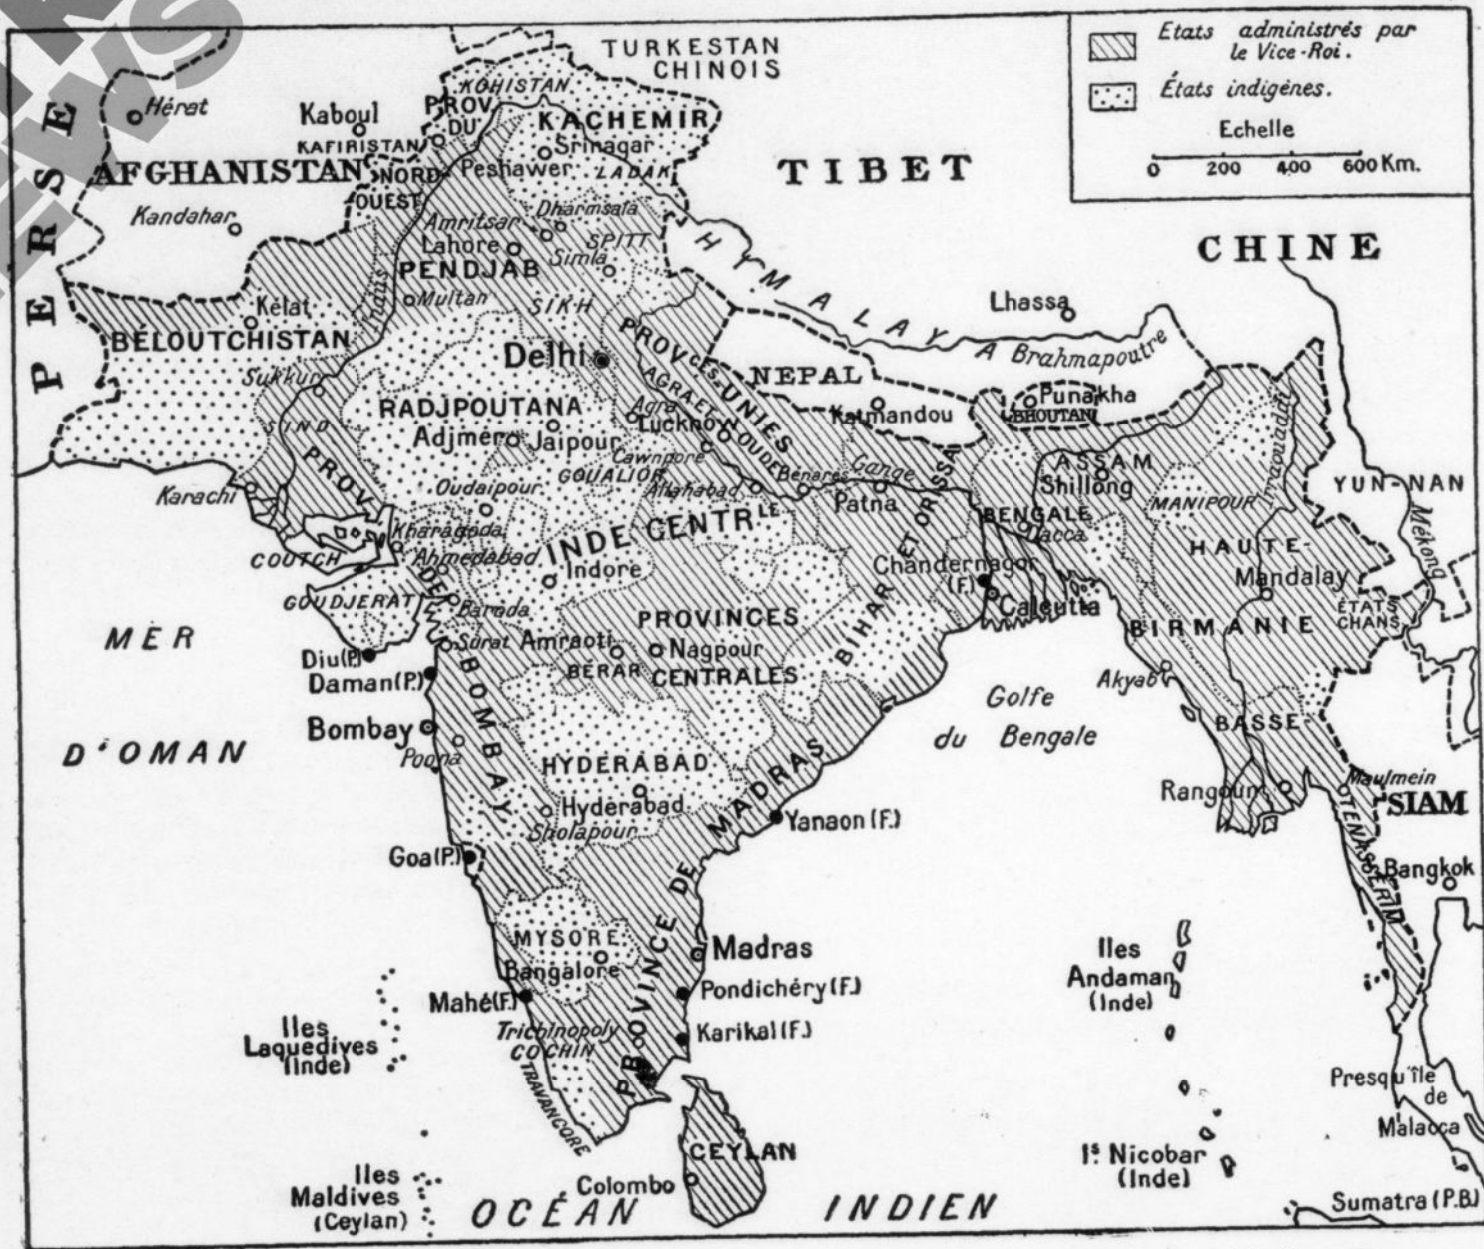 Etats administrés par
le Vice-Roi.
États indigènes.
Echelle
0 200 400 600 Km.
TURKESTAN
CHINOIS
PERSE
Hérat
Kaboul
KOHISTAN
PROV.
DU
KACHEMIR
KAFIRISTAN
Srinagar
AFGHANISTAN
NORD
Peshawer
LADAK
TIBET
OUEST
Kandahar
Amritsar
Dharmsala
CHINE
Lahore
SPITT
Simla
HYMALAYA
PENDJAB
Indus
Multan
SIKH
Kélat
Lhassa
BÉLOUTCHISTAN
PROVCES UNIES
Brahmapoutre
Delhi
Sukkur
AGRA ET OUDE
NEPAL
Punakha
BHOUTAN
RADJPOUTANA
Agra
Katmandou
Irraouaddi
SIND
Adjmer
Jaipour
Lucknow
Cawnpore
GOUALIOR
Bénarès
Gange
ASSAM
Shillong
PROV. DE BOMBAY
Oudaipour
Allahabad
Patna
MANIPOUR
YUN-NAN
Karachi
INDE CENTRLE
BENGALE
Dacca
Mékong
Kharagoda
COUTCH
Ahmedabad
Indore
BIHAR ET ORISSA
Chandernagor
(F.)
HAUTE-
Mandalay
GOUDJERAT
Baroda
PROVINCES
Calcutta
ÉTATS
CHANS
MER
Surat
Amraoti
Nagpour
BIRMANIE
Diu(P.)
BÉRAR
CENTRALES
Daman(P.)
Akyab
Golfe
du Bengale
BASSE-
Bombay
Poona
D'OMAN
HYDERABAD
Hyderabad
Rangoun
Maulmein
SIAM
Sholapour
Yanaon (F.)
TENASSERIM
Goa(P.)
PROVINCE DE MADRAS
Bangkok
MYSORE
Bangalore
Madras
Iles
Andaman
(Inde)
Mahé(F.)
Pondichéry (F.)
Trichinopoly
COCHIN
Karikal (F.)
Iles
Laquedives
(Inde)
TRAVANCORE
Presqu'île
de
Malacca
CEYLAN
Is. Nicobar
(Inde)
Colombo
Iles
Maldives
(Ceylan)
OCÉAN INDIEN
Sumatra (P.B.)